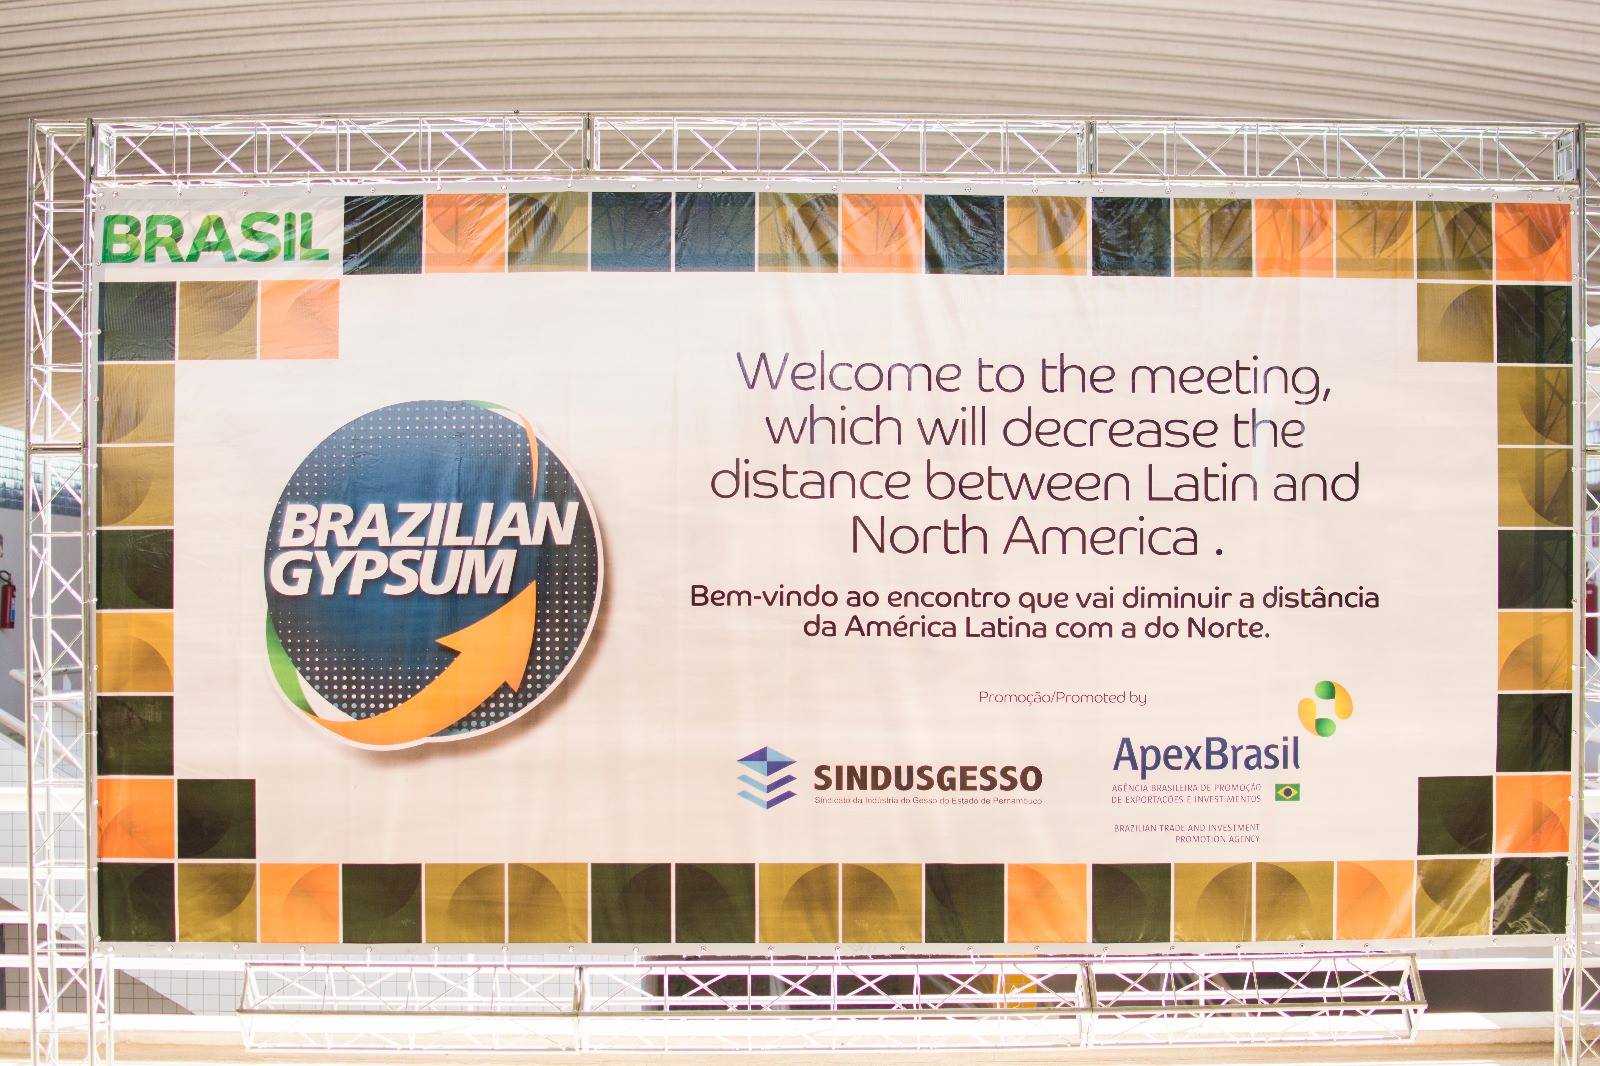 BRASIL
BRAZILIAN
GYPSUM
Welcome to the meeting,
which will decrease the
distance between Latin and
North America .
Bem-vindo ao encontro que vai diminuir a distância
da América Latina com a do Norte.
Promoção/Promoted by
SINDUSGESSO
Sindicato da Indústria do Gesso do Estado de Pernambuco
ApexBrasil
AGÊNCIA BRASILEIRA DE PROMOÇÃO
DE EXPORTAÇÕES E INVESTIMENTOS
BRAZILIAN TRADE AND INVESTMENT
PROMOTION AGENCY